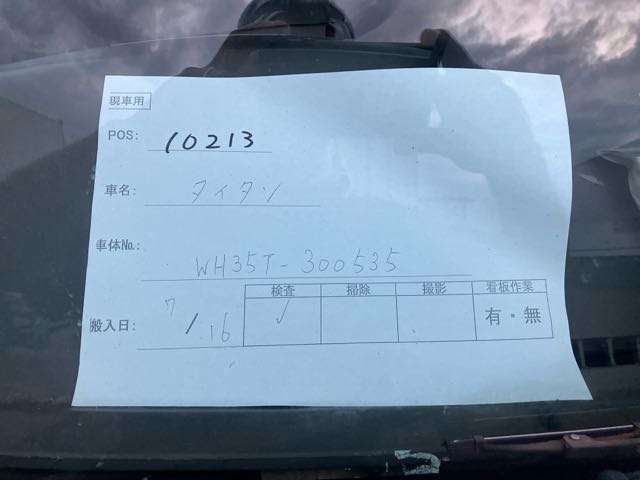 現車用
POS: 10213
車名: タイタン
車体No.: WH35T-300535
検査 掃除 撮影 看板作業
搬入日: 7/16 ✓ 有・無